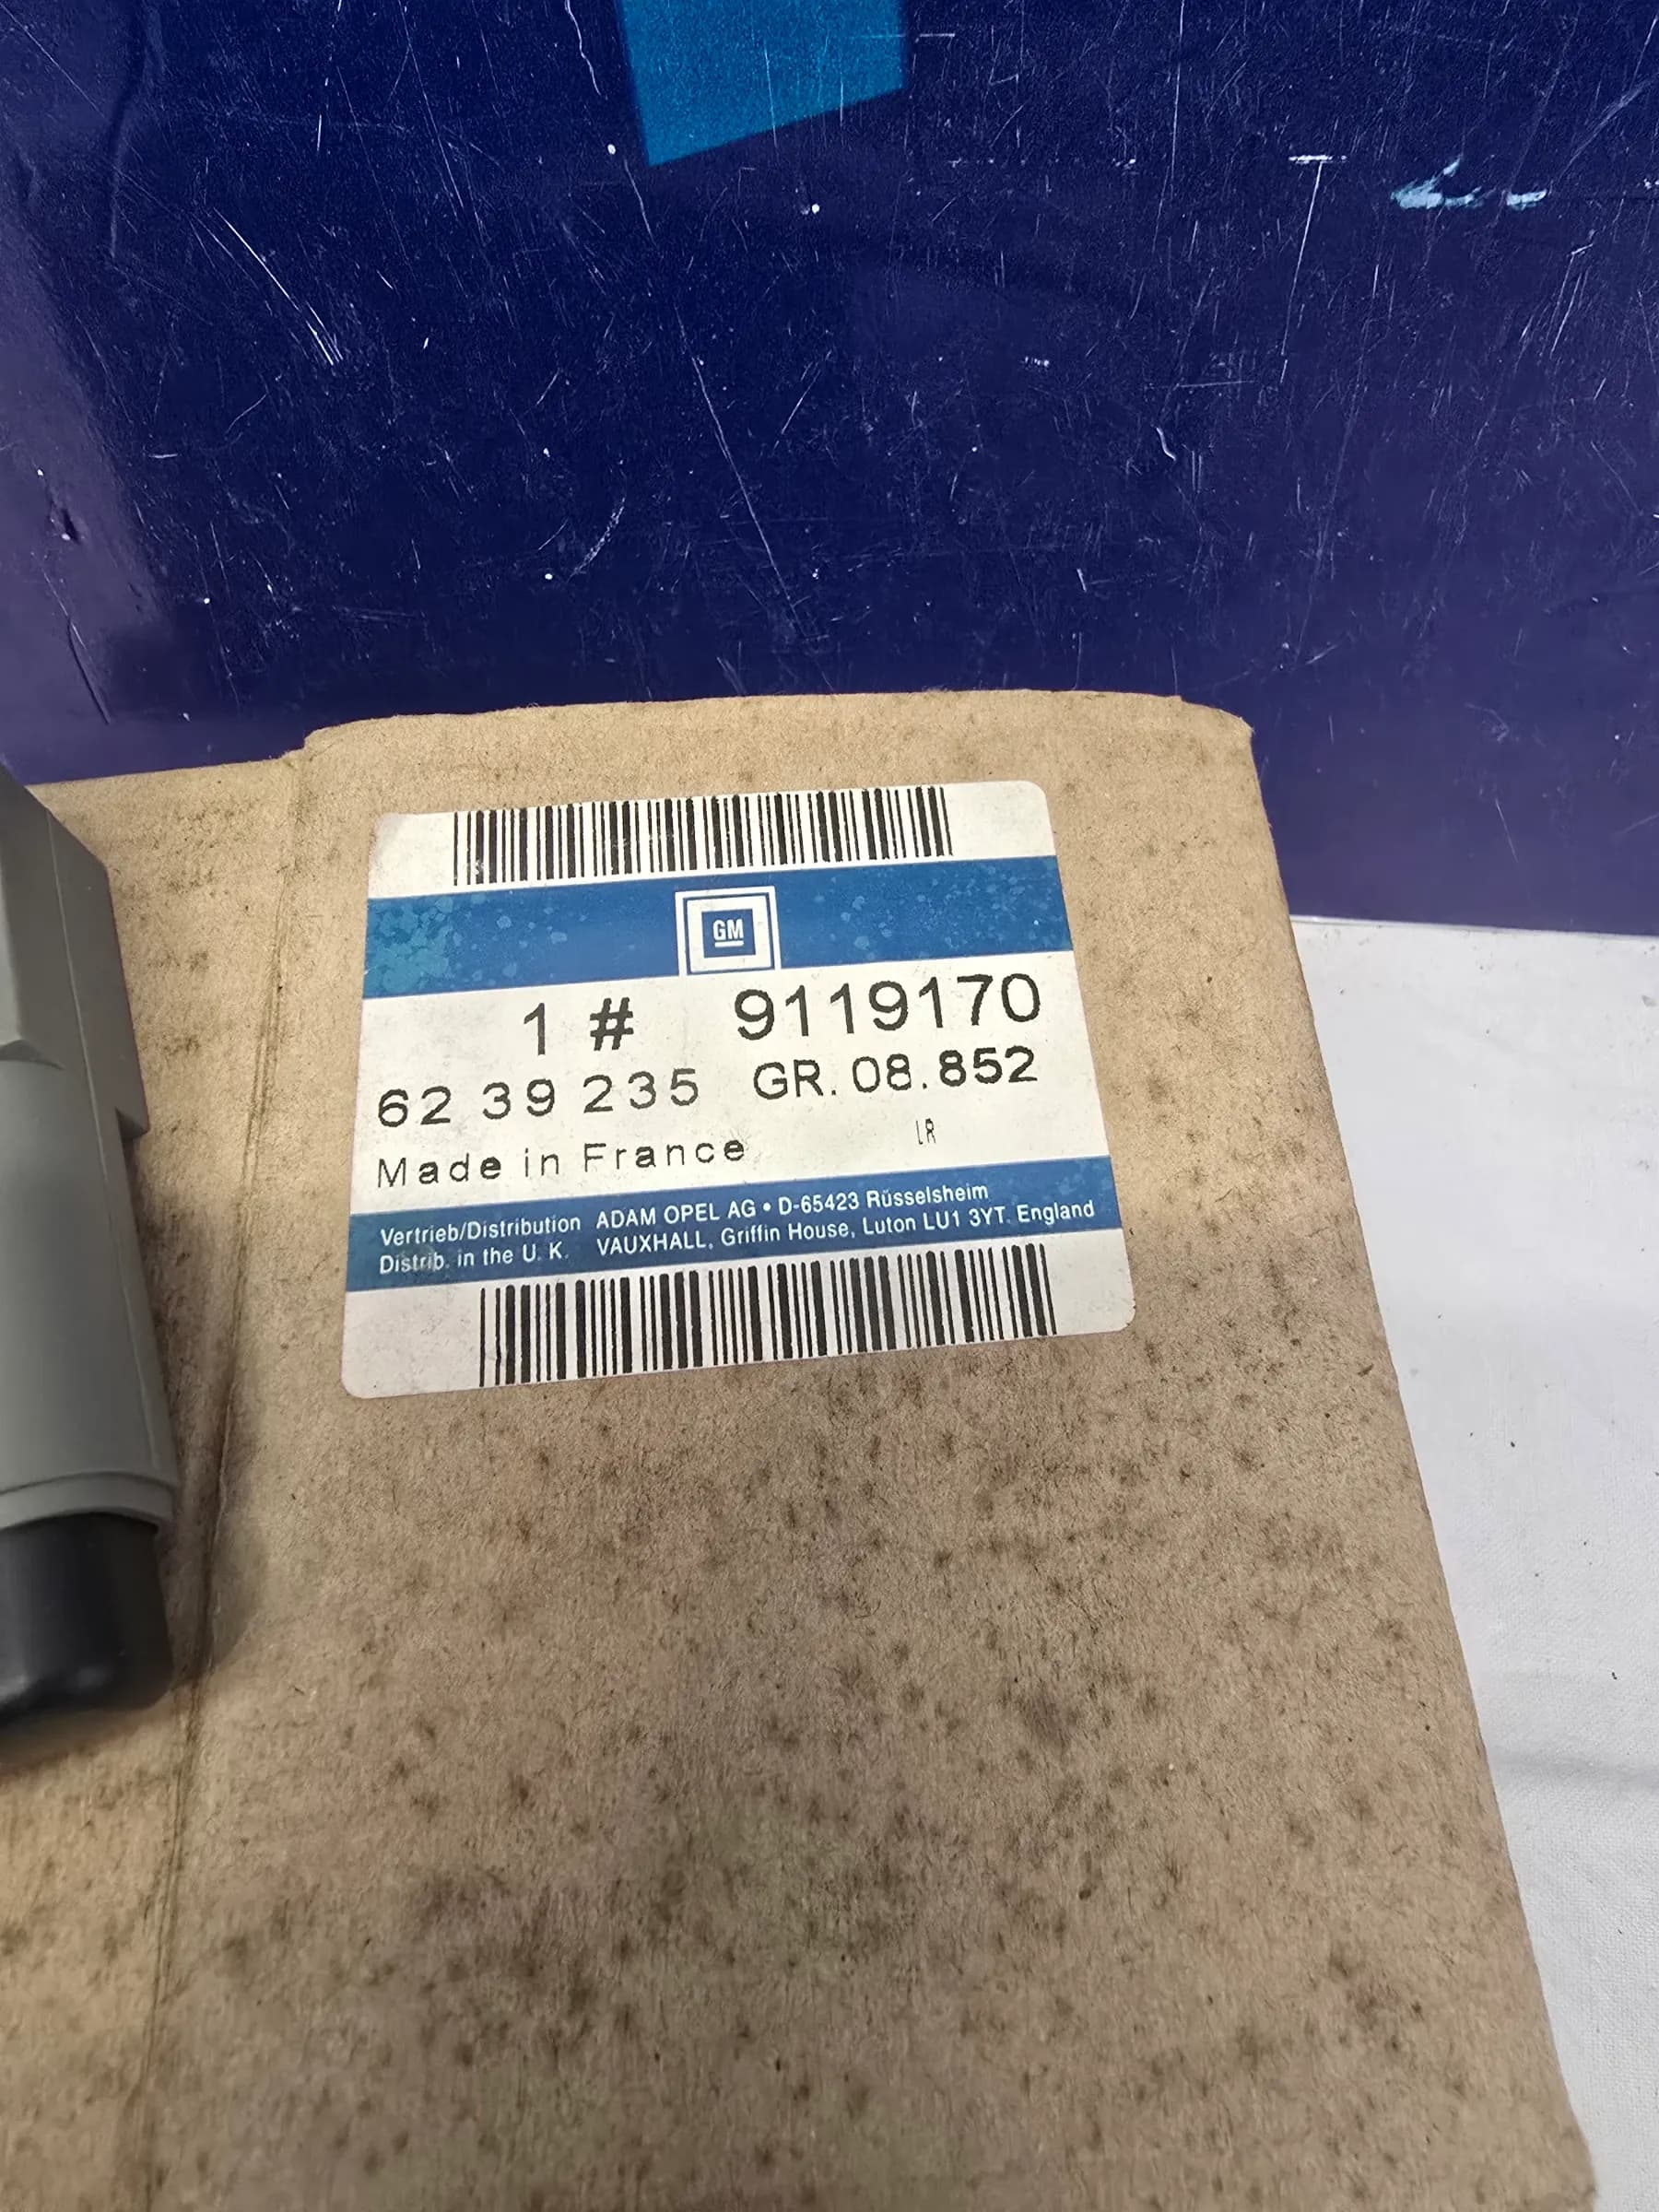 GM
1 # 9119170
62 39 235 GR. 08.852
Made in France LR
Vertrieb/Distribution ADAM OPEL AG • D-65423 Rüsselsheim
Distrib. in the U. K. VAUXHALL, Griffin House, Luton LU1 3YT. England